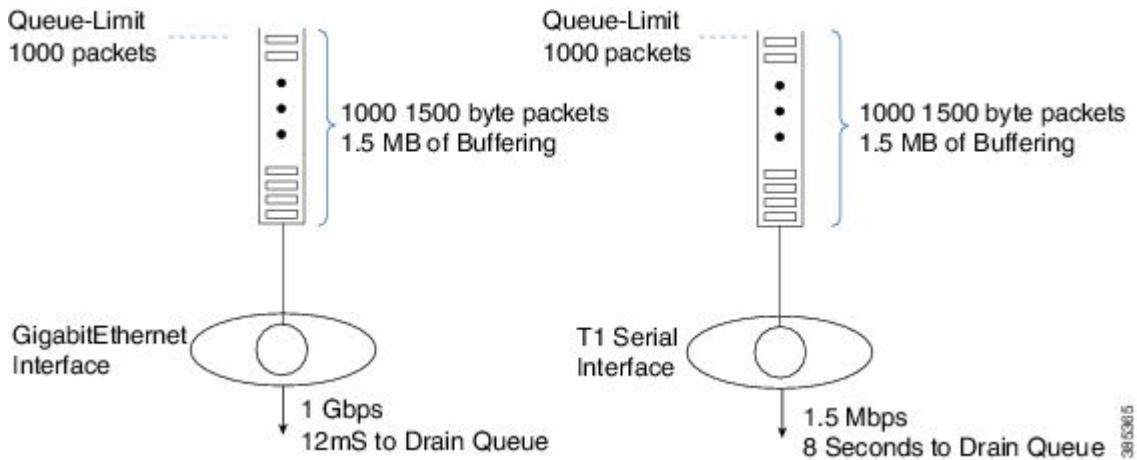 Queue-Limit
1000 packets
1000 1500 byte packets
1.5 MB of Buffering
GigabitEthernet
Interface
1 Gbps
12mS to Drain Queue
Queue-Limit
1000 packets
1000 1500 byte packets
1.5 MB of Buffering
T1 Serial
Interface
1.5 Mbps
8 Seconds to Drain Queue
385365